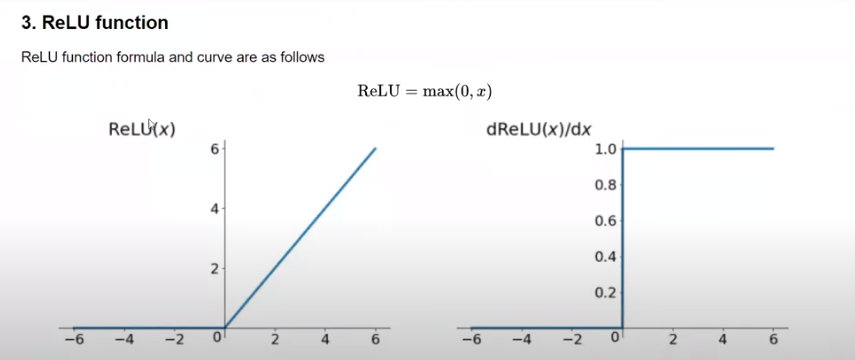 3. ReLU function
ReLU function formula and curve are as follows
ReLU = max(0, x)
ReLU(x)
6
4
2
−6 −4 −2 0 2 4 6
dReLU(x)/dx
1.0
0.8
0.6
0.4
0.2
−6 −4 −2 0 2 4 6